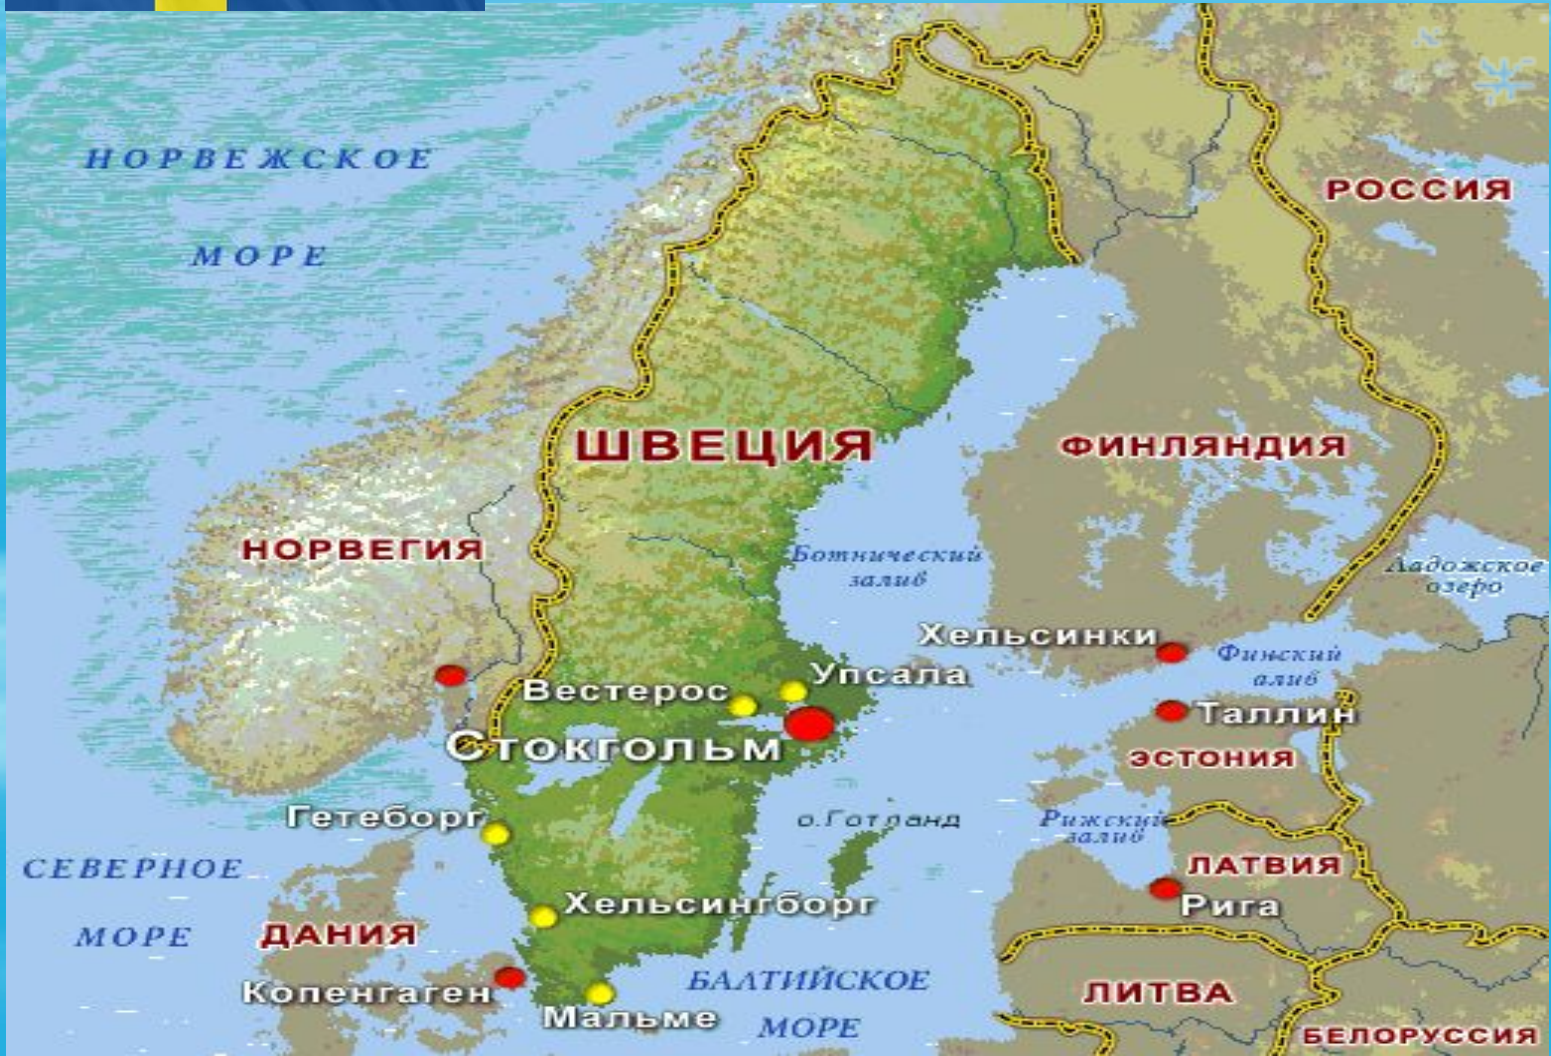 НОРВЕЖСКОЕ
МОРЕ
РОССИЯ
ШВЕЦИЯ
ФИНЛЯНДИЯ
НОРВЕГИЯ
Ботнический
залив
Ладожское
озеро
Хельсинки
Финский
алив
Упсала
Вестерос
Стокгольм
Таллин
ЭСТОНИЯ
Гетеборг
о.Готланд
Рижский
залив
СЕВЕРНОЕ
МОРЕ
ЛАТВИЯ
Рига
Хельсингборг
ДАНИЯ
Копенгаген
Мальме
БАЛТИЙСКОЕ
МОРЕ
ЛИТВА
БЕЛОРУССИЯ